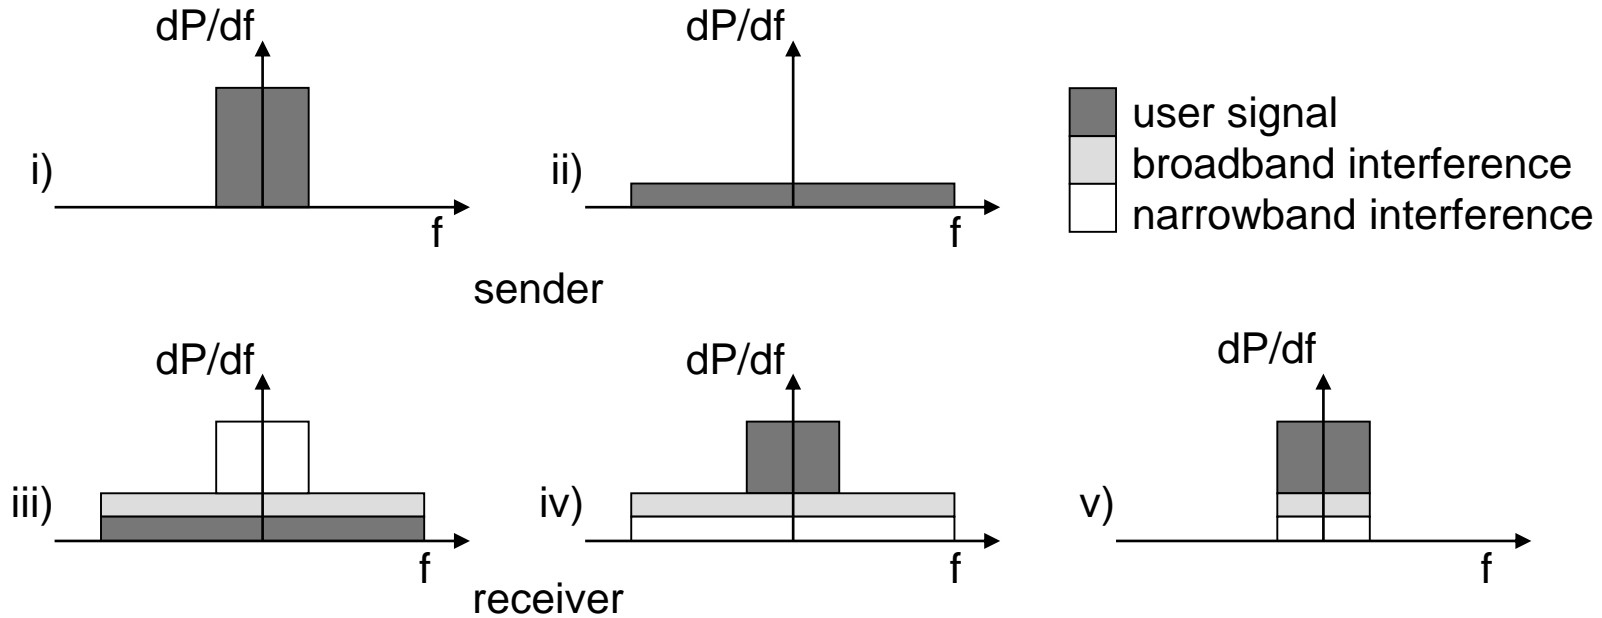 dP/df
i)
f
dP/df
ii)
f
user signal
broadband interference
narrowband interference
sender
dP/df
iii)
f
dP/df
iv)
f
dP/df
v)
f
receiver